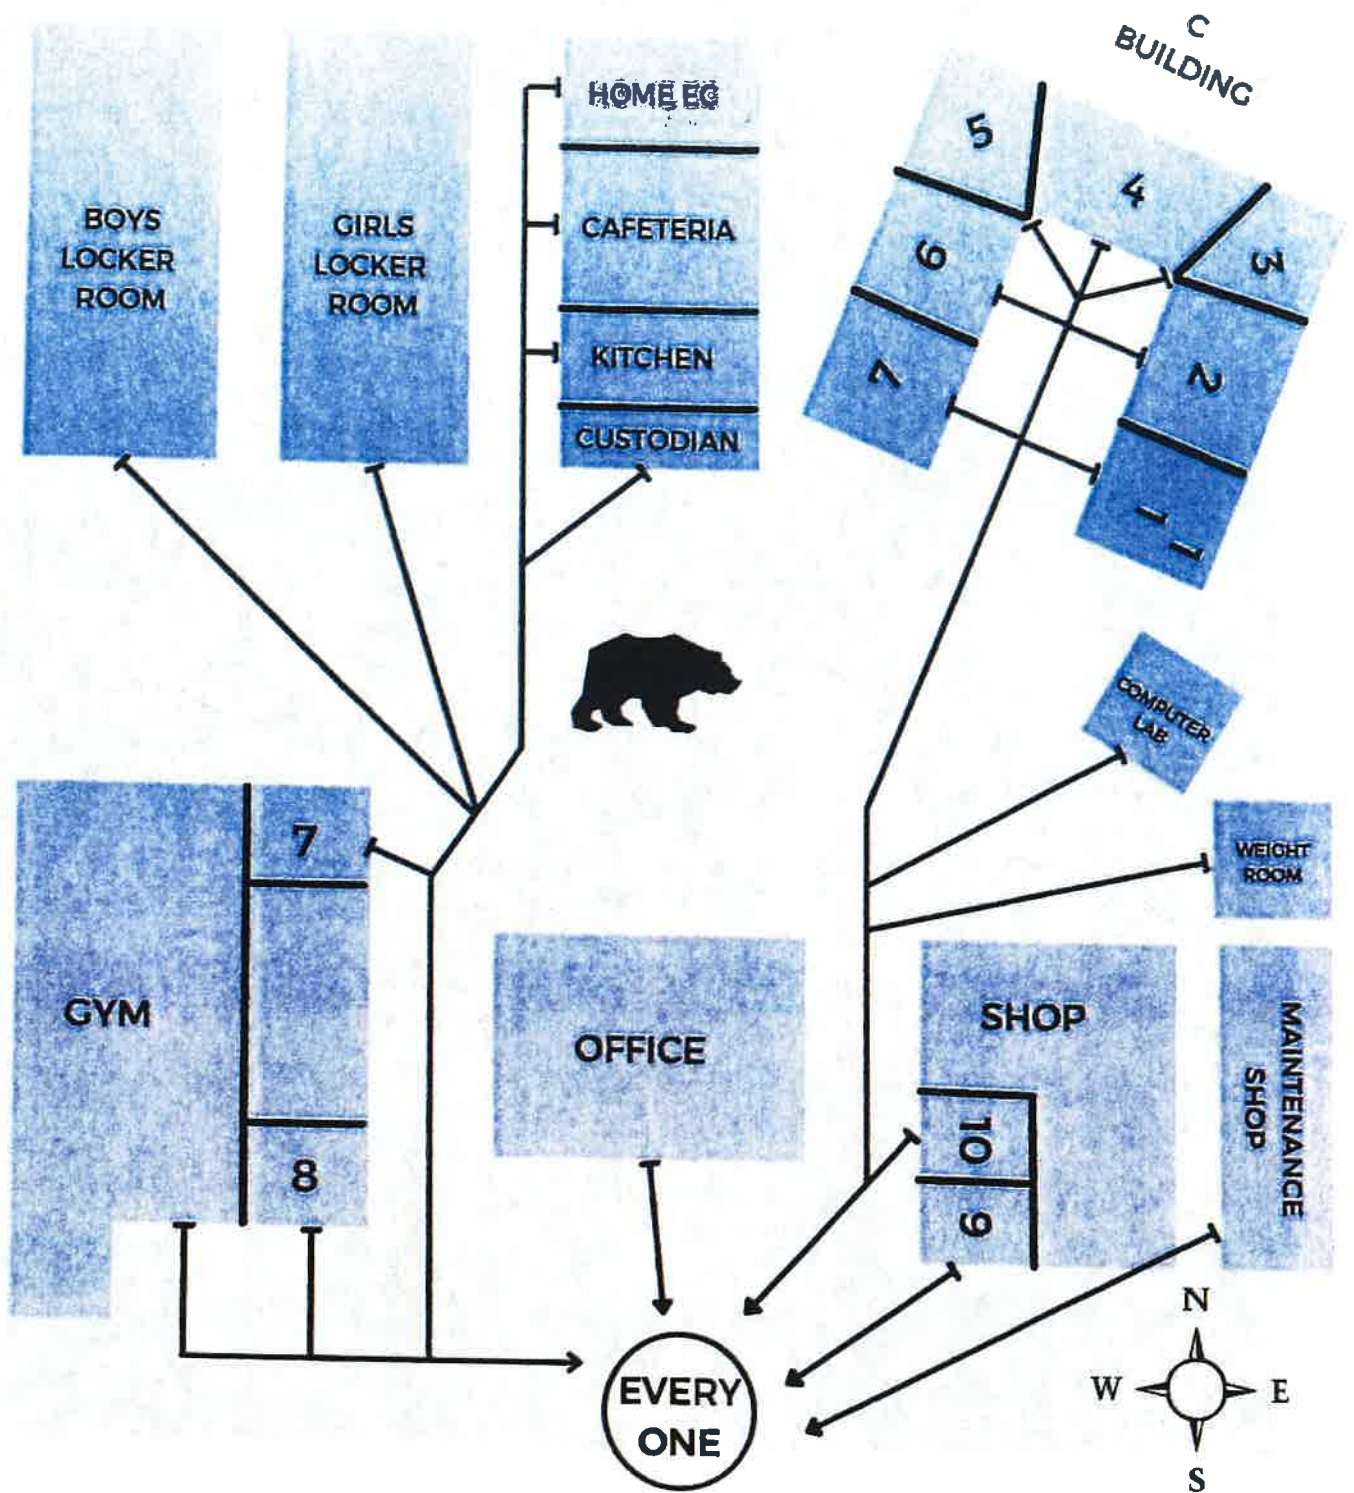 C
BUILDING
HOME EC
5
4
BOYS
LOCKER
ROOM
GIRLS
LOCKER
ROOM
CAFETERIA
6
3
KITCHEN
7
2
CUSTODIAN
1 1
COMPUTER
LAB
7
WEIGHT
ROOM
GYM
OFFICE
SHOP
MAINTENANCE
SHOP
10
8
9
EVERY
ONE
N
W
E
S